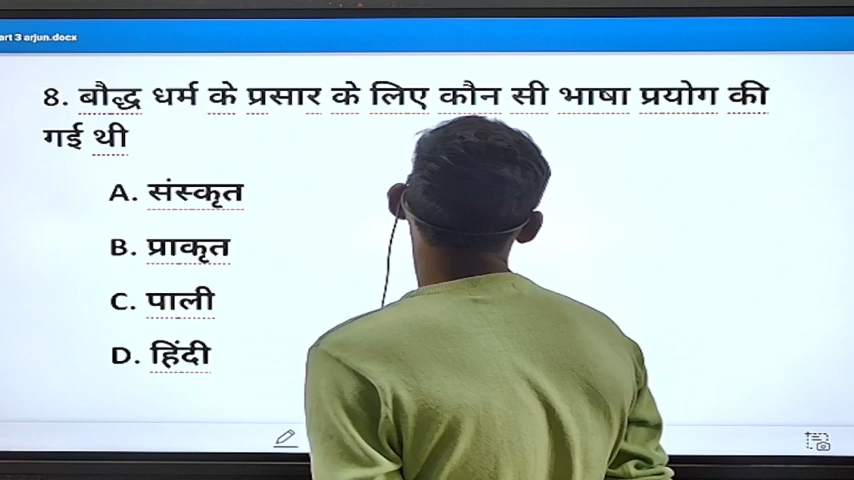 art 3 arjun.docx
8. बौद्ध धर्म के प्रसार के लिए कौन सी भाषा प्रयोग की
गई थी
A. संस्कृत
B. प्राकृत
C. पाली
D. हिंदी